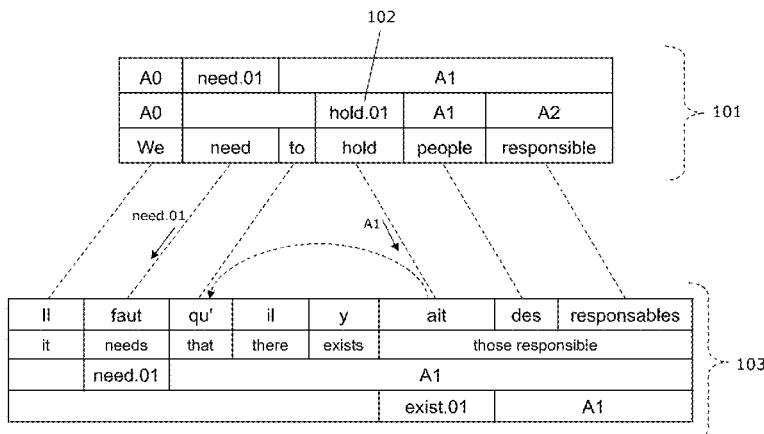 102
A0 need.01 A1
A0 hold.01 A1 A2
101
We need to hold people responsible
need.01
A1
Il faut qu' il y ait des responsables
it needs that there exists those responsible
103
need.01 A1
exist.01 A1